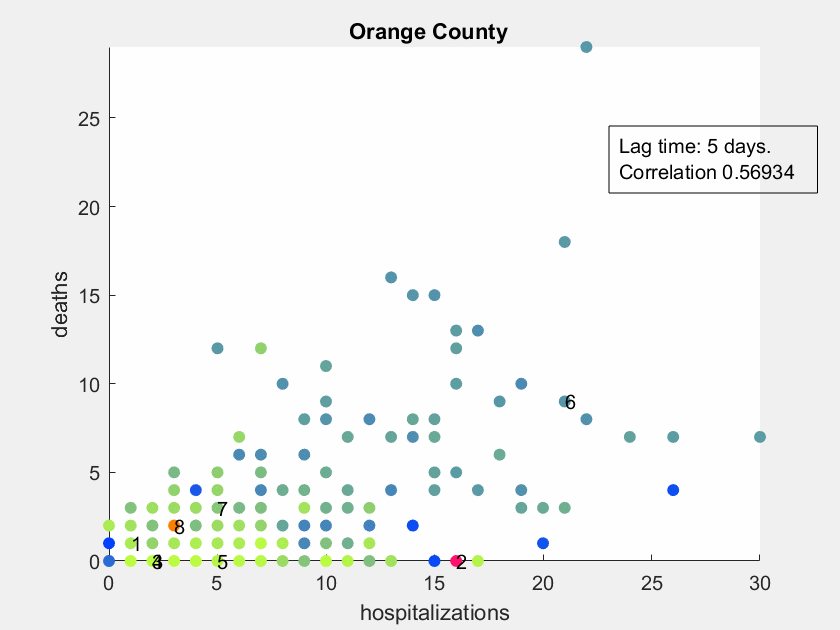 Orange County
Lag time: 5 days.
Correlation 0.56934
deaths
25
20
15
10
5
0
6
7
8
1
3
4
5
2
0 5 10 15 20 25 30
hospitalizations